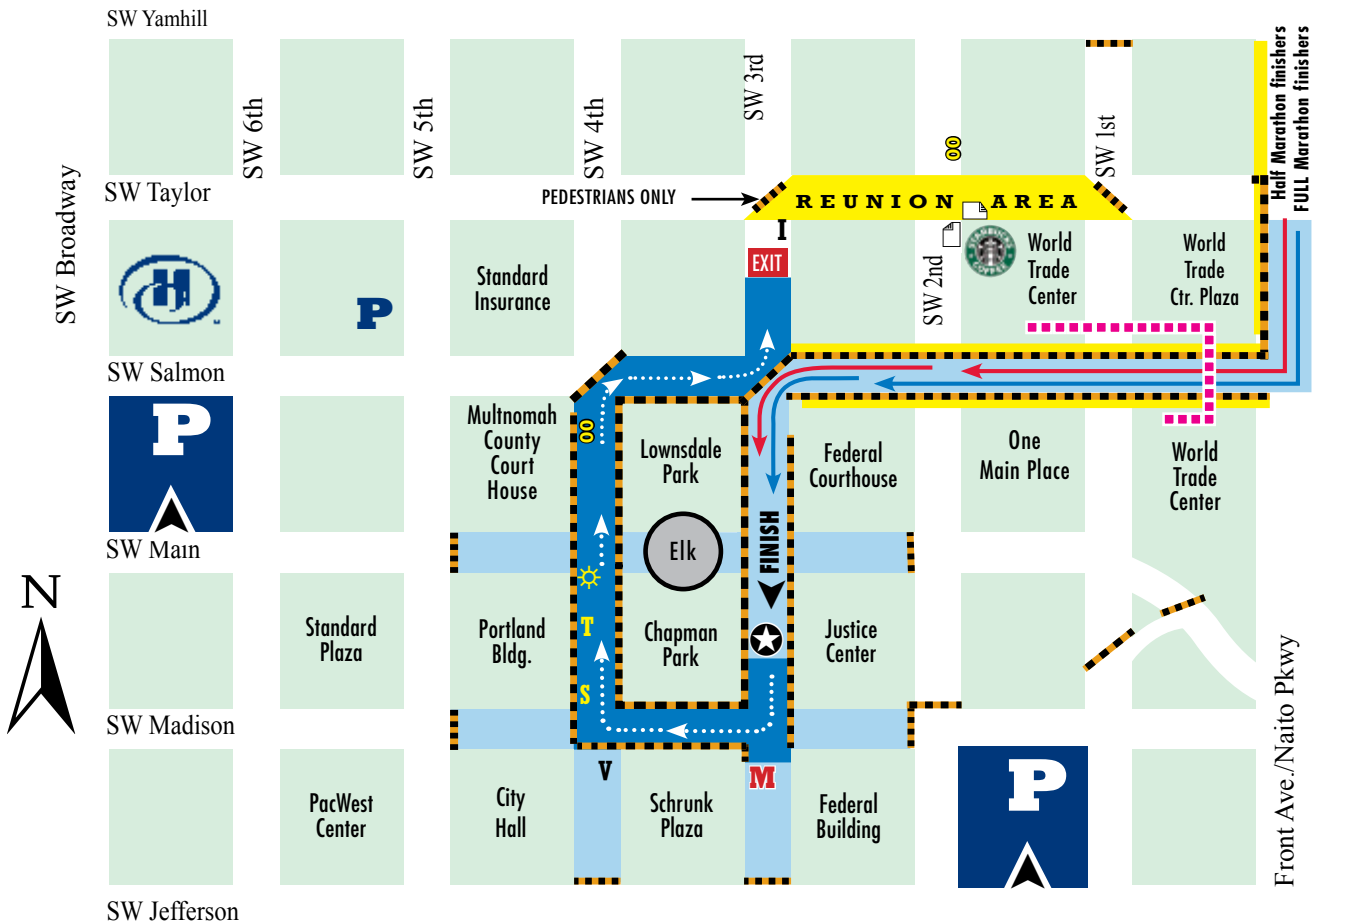 SW Yamhill
SW Broadway
SW 6th
SW 5th
SW 4th
SW 3rd
SW 2nd
SW 1st
Half Marathon finishers
FULL Marathon finishers
SW Taylor
PEDESTRIANS ONLY
REUNION AREA
I
EXIT
STARBUCKS
COFFEE
World
Trade
Center
World
Trade
Ctr. Plaza
Standard
Insurance
H
P
SW Salmon
P
Multnomah
County
Court
House
Lownsdale
Park
Federal
Courthouse
One
Main Place
World
Trade
Center
FINISH
SW Main
Elk
N
Standard
Plaza
Portland
Bldg.
T
S
Chapman
Park
Justice
Center
Front Ave./Naito Pkwy
SW Madison
V
M
P
PacWest
Center
City
Hall
Schrunk
Plaza
Federal
Building
SW Jefferson